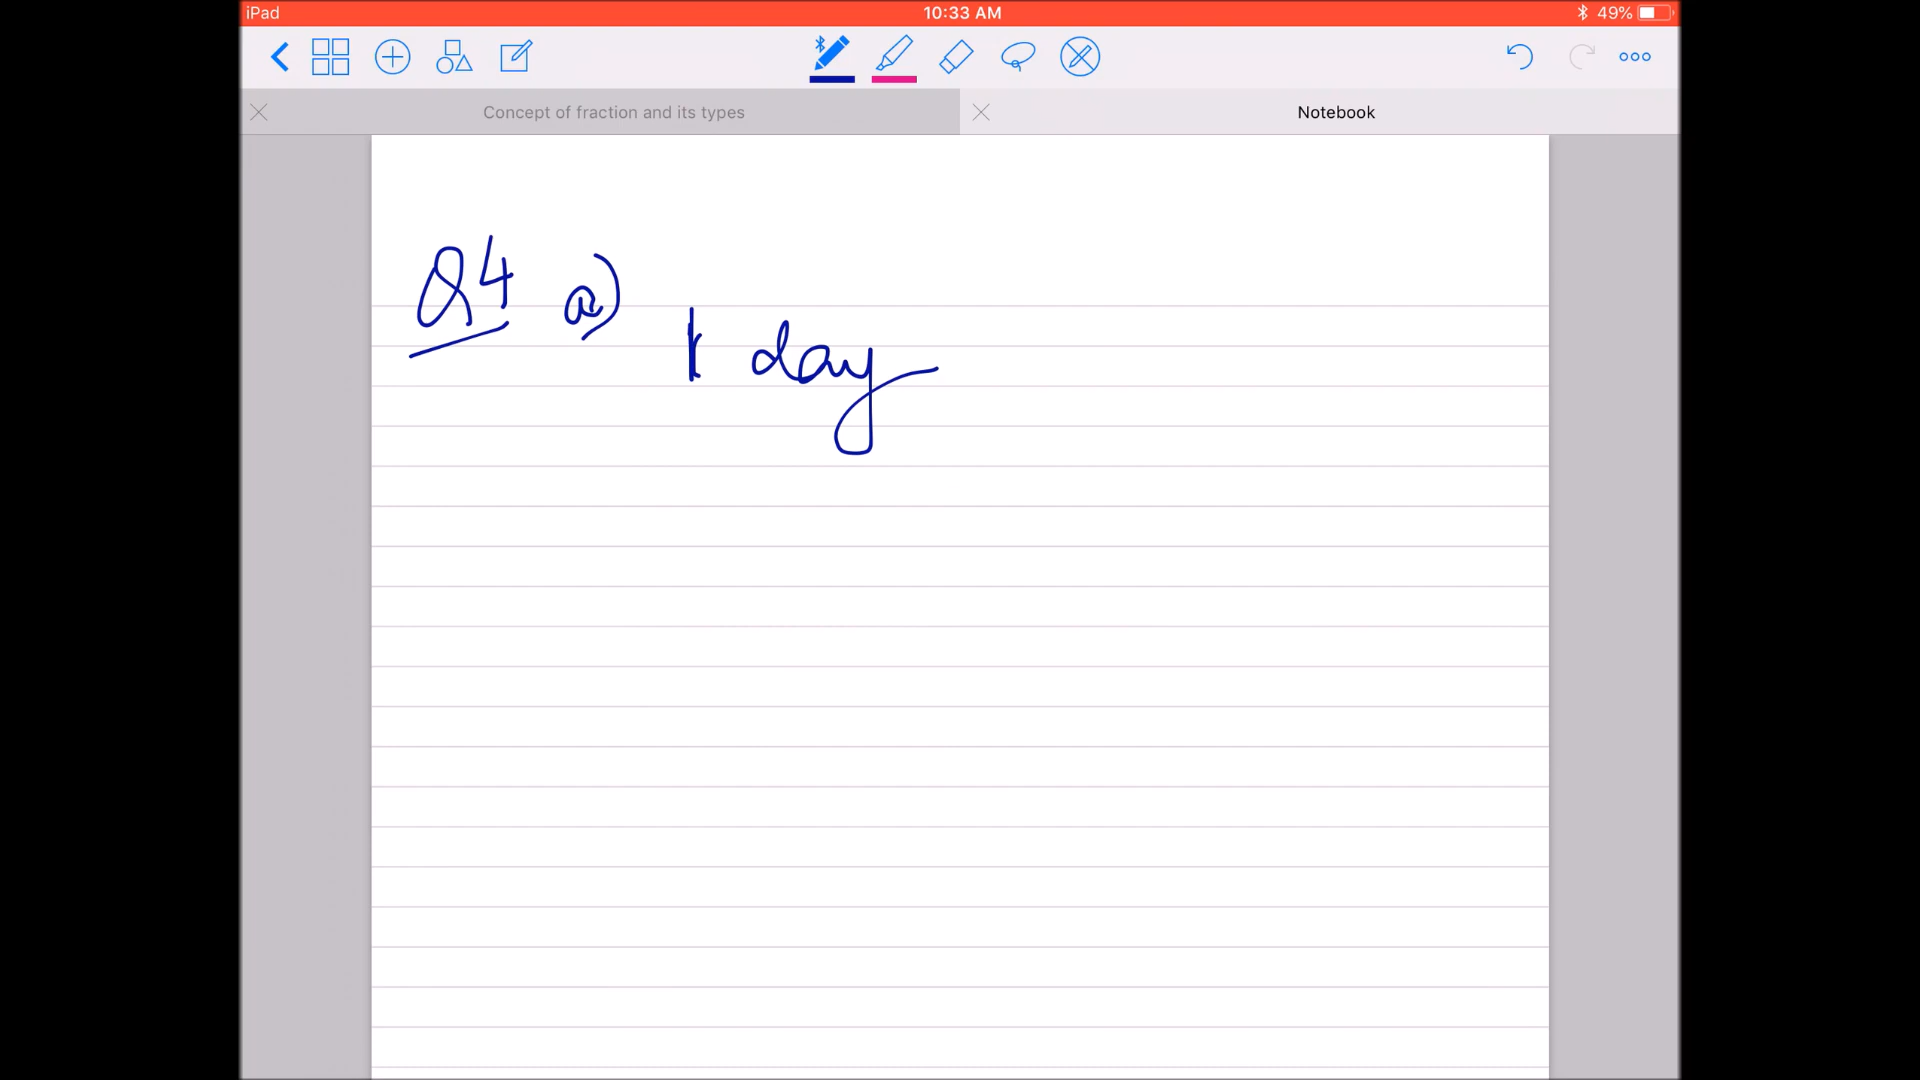 iPad 10:33 AM 49%
Concept of fraction and its types Notebook
Q4 a)
1 day